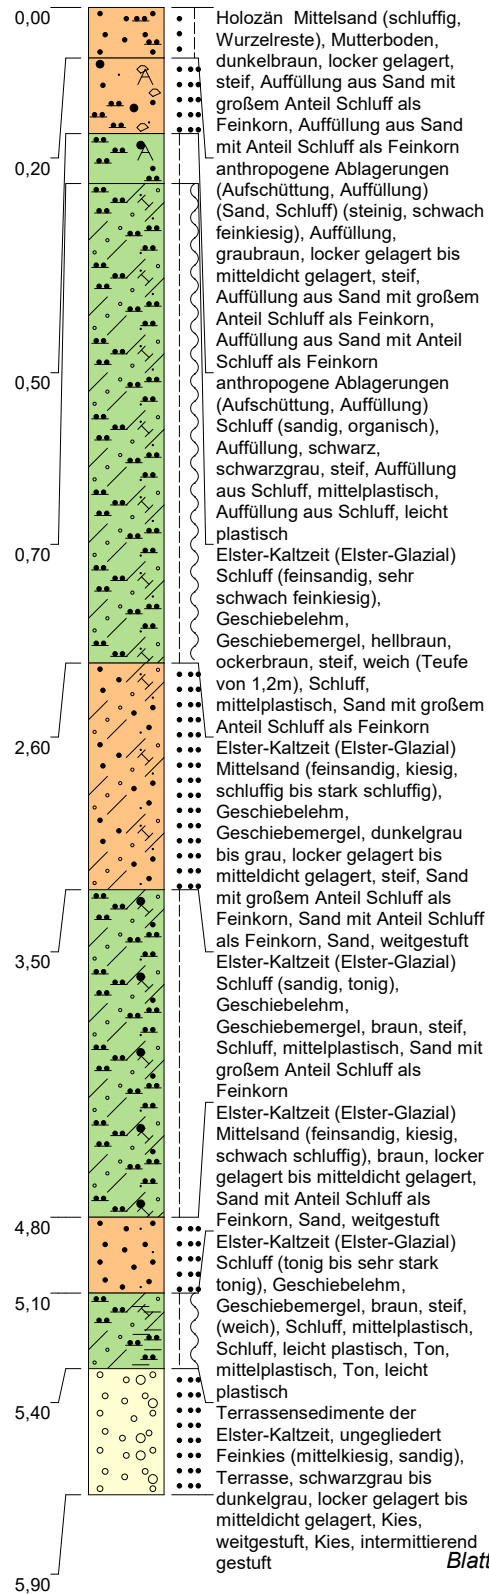 0,00
Holozän  Mittelsand (schluffig,
Wurzelreste), Mutterboden,
dunkelbraun, locker gelagert,
steif, Auffüllung aus Sand mit
großem Anteil Schluff als
Feinkorn, Auffüllung aus Sand
mit Anteil Schluff als Feinkorn
0,20
anthropogene Ablagerungen
(Aufschüttung, Auffüllung)
(Sand, Schluff) (steinig, schwach
feinkiesig), Auffüllung,
graubraun, locker gelagert bis
mitteldicht gelagert, steif,
Auffüllung aus Sand mit großem
Anteil Schluff als Feinkorn,
Auffüllung aus Sand mit Anteil
Schluff als Feinkorn
0,50
anthropogene Ablagerungen
(Aufschüttung, Auffüllung)
Schluff (sandig, organisch),
Auffüllung, schwarz,
schwarzgrau, steif, Auffüllung
aus Schluff, mittelplastisch,
Auffüllung aus Schluff, leicht
plastisch
0,70
Elster-Kaltzeit (Elster-Glazial)
Schluff (feinsandig, sehr
schwach feinkiesig),
Geschiebelehm,
Geschiebemergel, hellbraun,
ockerbraun, steif, weich (Teufe
von 1,2m), Schluff,
mittelplastisch, Sand mit großem
Anteil Schluff als Feinkorn
2,60
Elster-Kaltzeit (Elster-Glazial)
Mittelsand (feinsandig, kiesig,
schluffig bis stark schluffig),
Geschiebelehm,
Geschiebemergel, dunkelgrau
bis grau, locker gelagert bis
mitteldicht gelagert, steif, Sand
mit großem Anteil Schluff als
Feinkorn, Sand mit Anteil Schluff
als Feinkorn, Sand, weitgestuft
3,50
Elster-Kaltzeit (Elster-Glazial)
Schluff (sandig, tonig),
Geschiebelehm,
Geschiebemergel, braun, steif,
Schluff, mittelplastisch, Sand mit
großem Anteil Schluff als
Feinkorn
Elster-Kaltzeit (Elster-Glazial)
Mittelsand (feinsandig, kiesig,
schwach schluffig), braun, locker
gelagert bis mitteldicht gelagert,
Sand mit Anteil Schluff als
Feinkorn, Sand, weitgestuft
4,80
Elster-Kaltzeit (Elster-Glazial)
Schluff (tonig bis sehr stark
tonig), Geschiebelehm,
Geschiebemergel, braun, steif,
(weich), Schluff, mittelplastisch,
Schluff, leicht plastisch, Ton,
mittelplastisch, Ton, leicht
plastisch
5,10
5,40
Terrassensedimente der
Elster-Kaltzeit, ungegliedert
Feinkies (mittelkiesig, sandig),
Terrasse, schwarzgrau bis
dunkelgrau, locker gelagert bis
mitteldicht gelagert, Kies,
weitgestuft, Kies, intermittierend
gestuft
5,90
Blatt